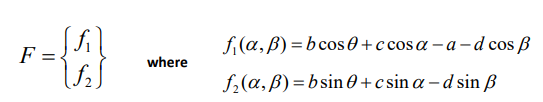 F = {f₁ f₂} where f₁(α, β) = b cos θ + c cos α − a − d cos β
f₂(α, β) = b sin θ + c sin α − d sin β